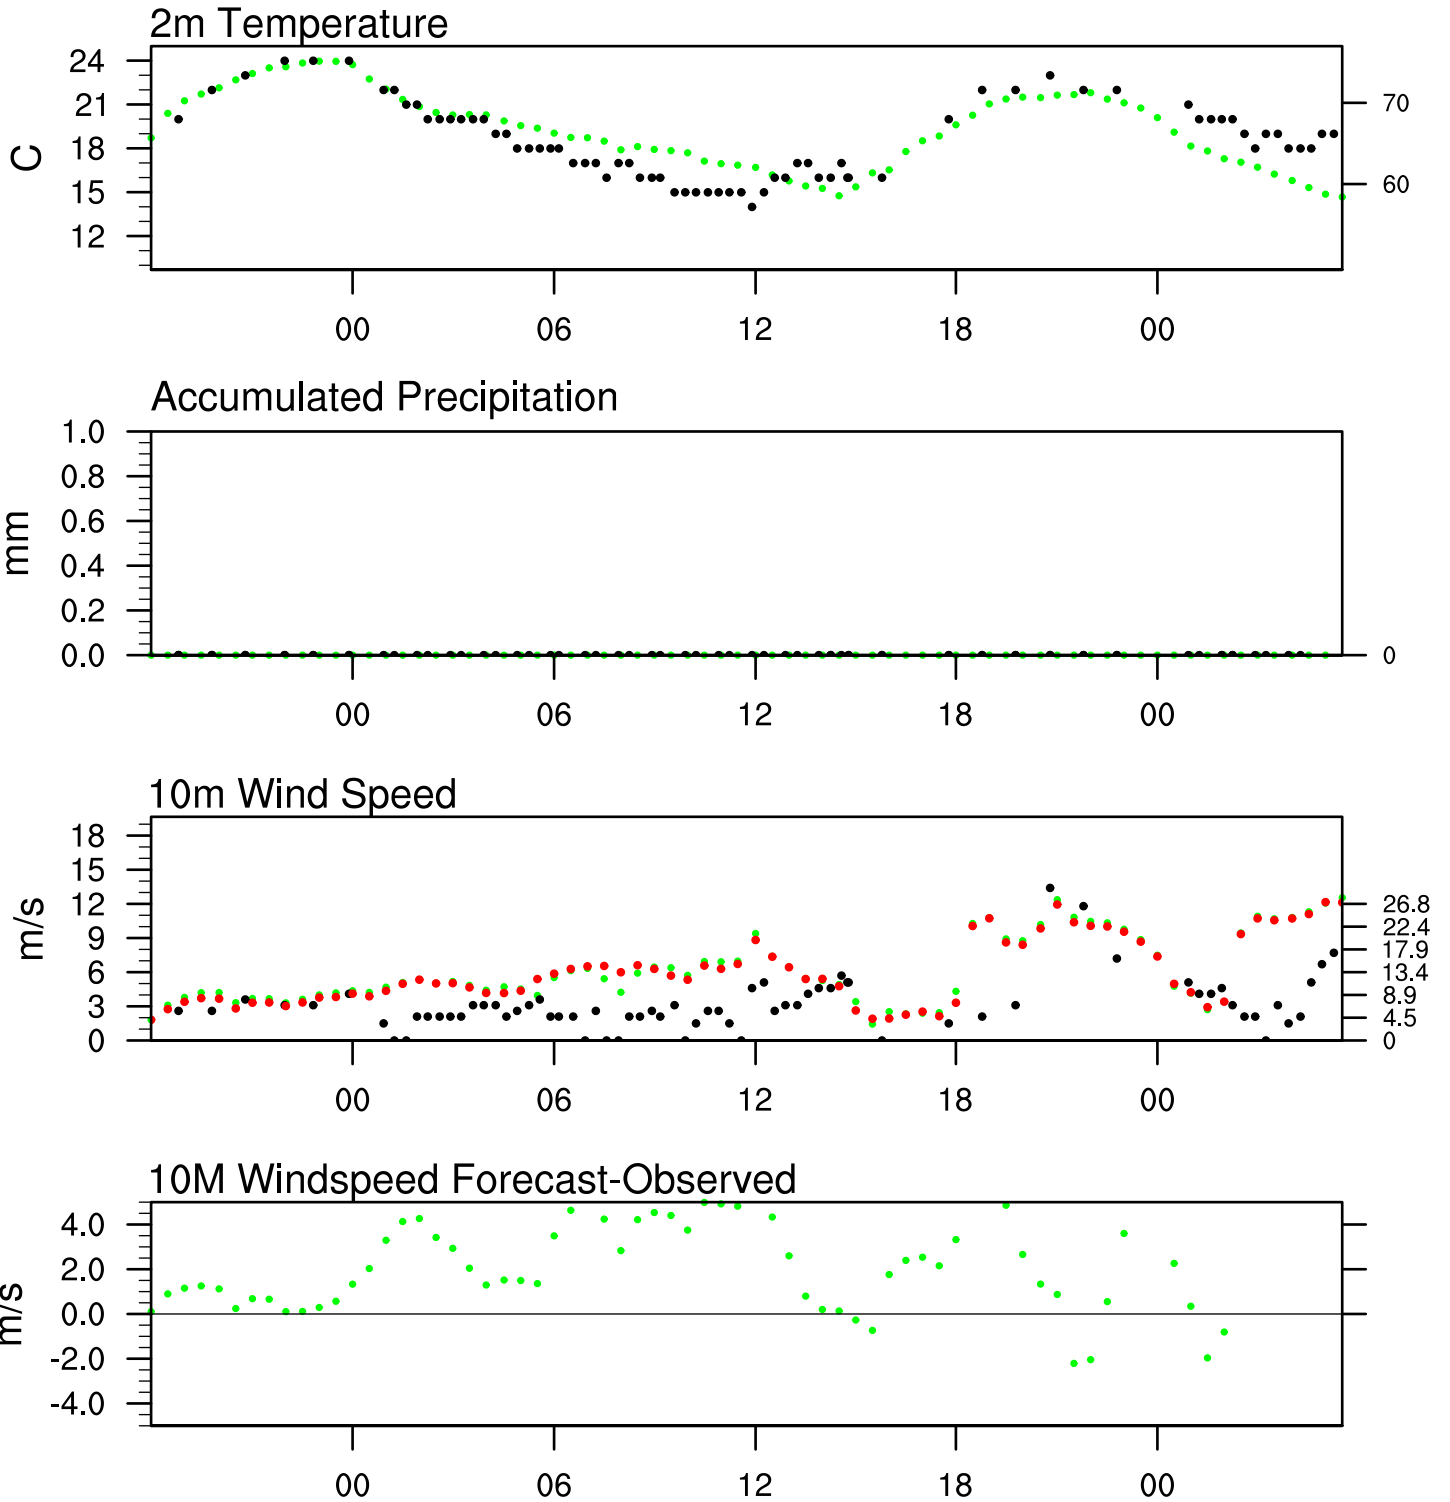 2m Temperature
24
21
18
15
12
C
70
60
00 06 12 18 00
Accumulated Precipitation
1.0
0.8
0.6
0.4
0.2
0.0
mm
0
00 06 12 18 00
10m Wind Speed
18
15
12
9
6
3
0
m/s
26.8
22.4
17.9
13.4
8.9
4.5
0
00 06 12 18 00
10M Windspeed Forecast-Observed
4.0
2.0
0.0
-2.0
-4.0
m/s
00 06 12 18 00